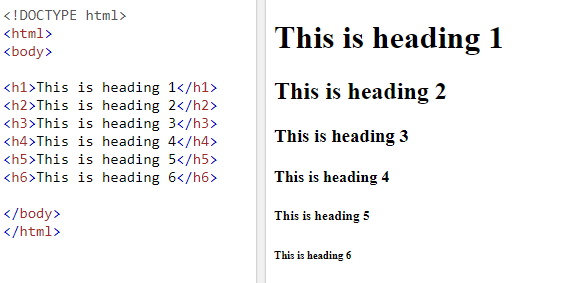 <!DOCTYPE html>
<html>
<body>
<h1>This is heading 1</h1>
<h2>This is heading 2</h2>
<h3>This is heading 3</h3>
<h4>This is heading 4</h4>
<h5>This is heading 5</h5>
<h6>This is heading 6</h6>
</body>
</html>
This is heading 1
This is heading 2
This is heading 3
This is heading 4
This is heading 5
This is heading 6